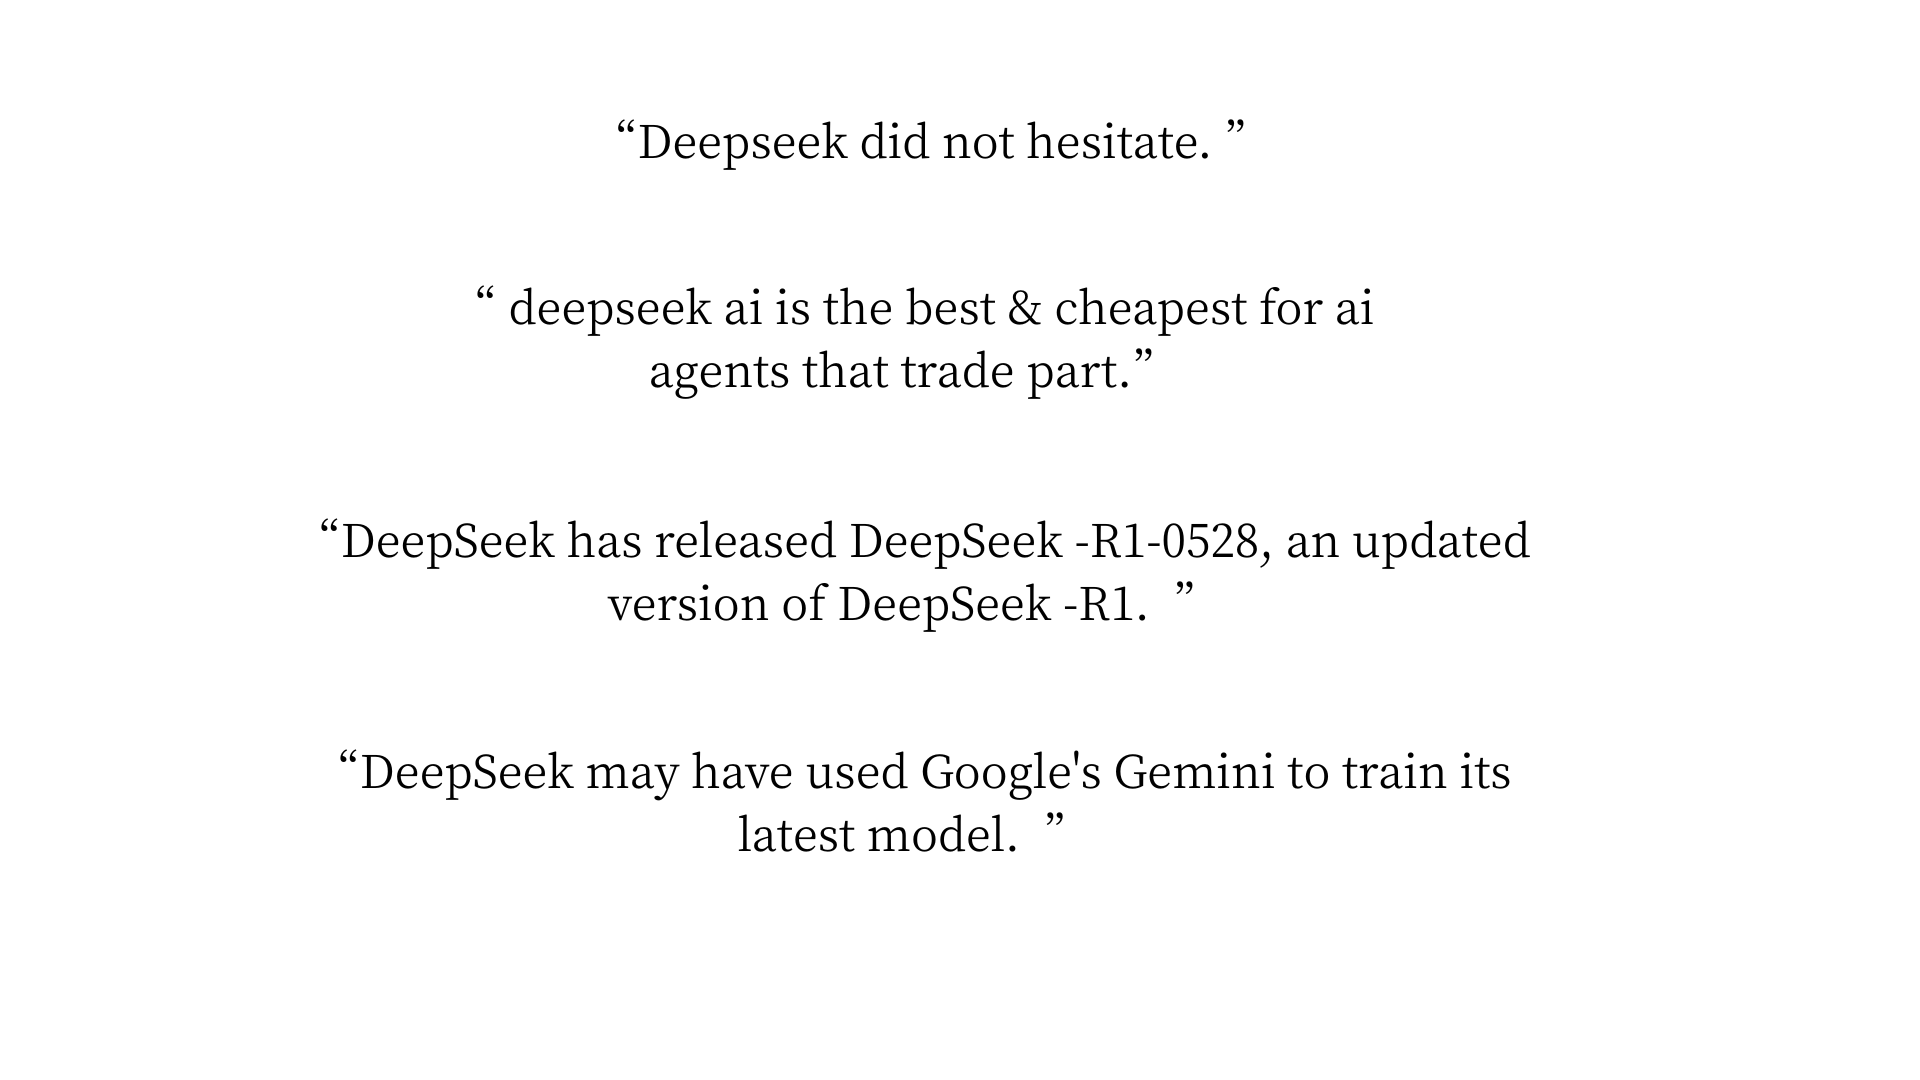 “Deepseek did not hesitate. ”
“ deepseek ai is the best & cheapest for ai
agents that trade part.”
“DeepSeek has released DeepSeek -R1-0528, an updated
version of DeepSeek -R1.  ”
“DeepSeek may have used Google's Gemini to train its
latest model.  ”